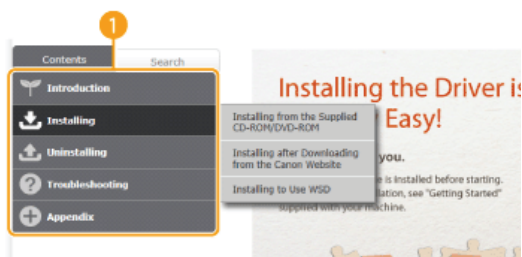 1
Contents
Search
Introduction
Installing
Uninstalling
Troubleshooting
Appendix
Installing from the Supplied
CD-ROM/DVD-ROM
Installing after Downloading
from the Canon Website
Installing to Use WSD
Installing the Driver is
Easy!
you.
is installed before starting.
lation, see "Getting Started"
supplied with your machine.